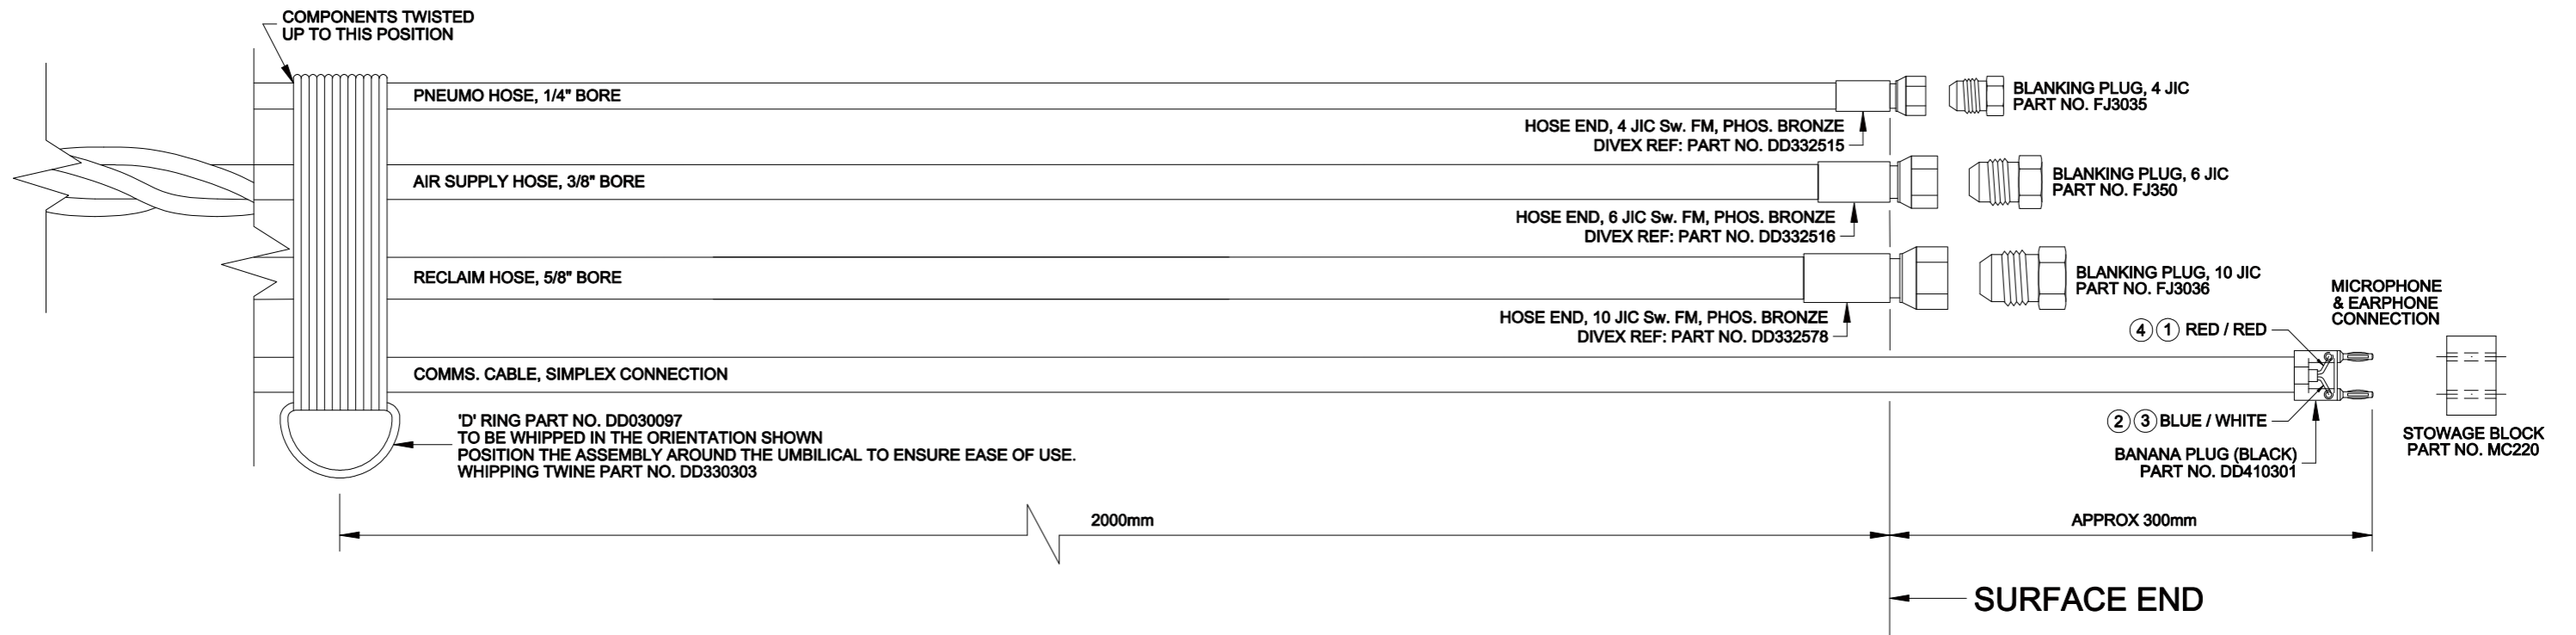 COMPONENTS TWISTED
UP TO THIS POSITION
PNEUMO HOSE, 1/4" BORE
BLANKING PLUG, 4 JIC
PART NO. FJ3035
HOSE END, 4 JIC Sw. FM, PHOS. BRONZE
DIVEX REF: PART NO. DD332515
AIR SUPPLY HOSE, 3/8" BORE
BLANKING PLUG, 6 JIC
PART NO. FJ350
HOSE END, 6 JIC Sw. FM, PHOS. BRONZE
DIVEX REF: PART NO. DD332516
RECLAIM HOSE, 5/8" BORE
BLANKING PLUG, 10 JIC
PART NO. FJ3036
HOSE END, 10 JIC Sw. FM, PHOS. BRONZE
DIVEX REF: PART NO. DD332578
MICROPHONE
& EARPHONE
CONNECTION
4 1 RED / RED
COMMS. CABLE, SIMPLEX CONNECTION
2 3 BLUE / WHITE
BANANA PLUG (BLACK)
PART NO. DD410301
STOWAGE BLOCK
PART NO. MC220
'D' RING PART NO. DD030097
TO BE WHIPPED IN THE ORIENTATION SHOWN
POSITION THE ASSEMBLY AROUND THE UMBILICAL TO ENSURE EASE OF USE.
WHIPPING TWINE PART NO. DD330303
2000mm
APPROX 300mm
SURFACE END